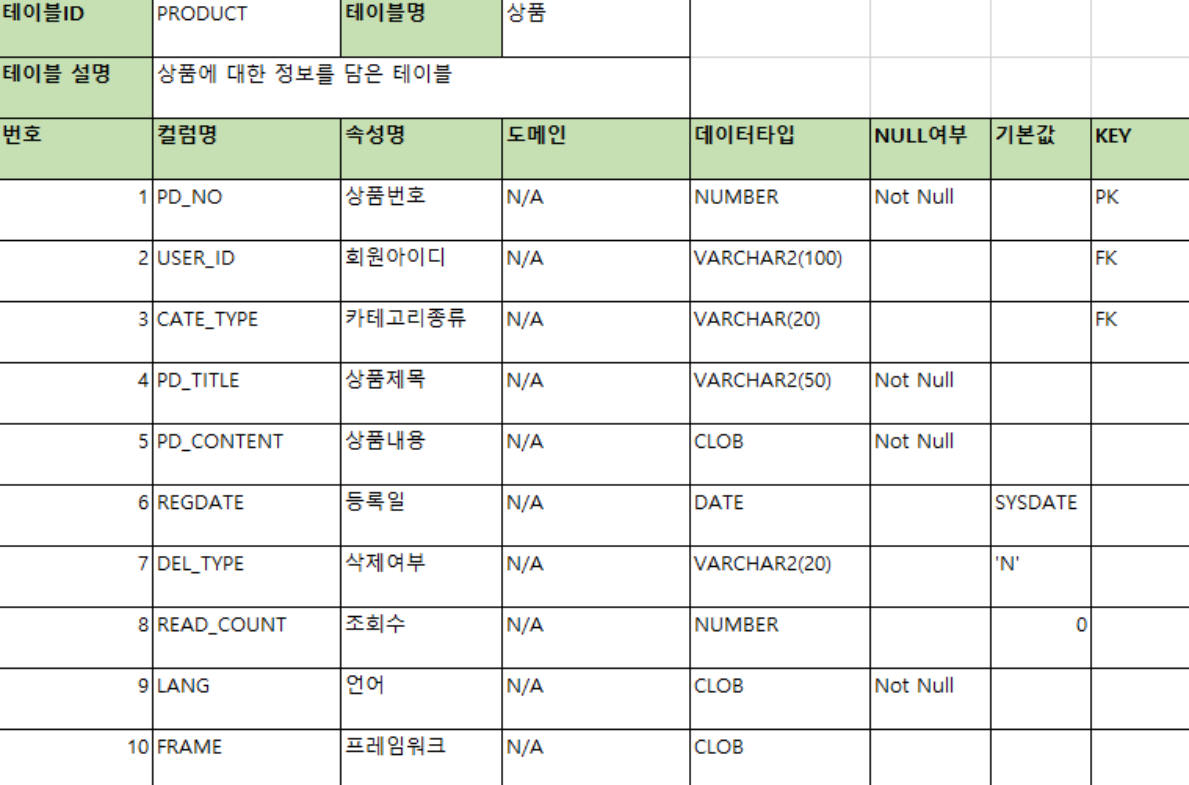 테이블ID PRODUCT 테이블명 상품
테이블 설명 상품에 대한 정보를 담은 테이블
번호 컬럼명 속성명 도메인 데이터타입 NULL여부 기본값 KEY
1 PD_NO 상품번호 N/A NUMBER Not Null PK
2 USER_ID 회원아이디 N/A VARCHAR2(100) FK
3 CATE_TYPE 카테고리종류 N/A VARCHAR(20) FK
4 PD_TITLE 상품제목 N/A VARCHAR2(50) Not Null
5 PD_CONTENT 상품내용 N/A CLOB Not Null
6 REGDATE 등록일 N/A DATE SYSDATE
7 DEL_TYPE 삭제여부 N/A VARCHAR2(20) 'N'
8 READ_COUNT 조회수 N/A NUMBER 0
9 LANG 언어 N/A CLOB Not Null
10 FRAME 프레임워크 N/A CLOB